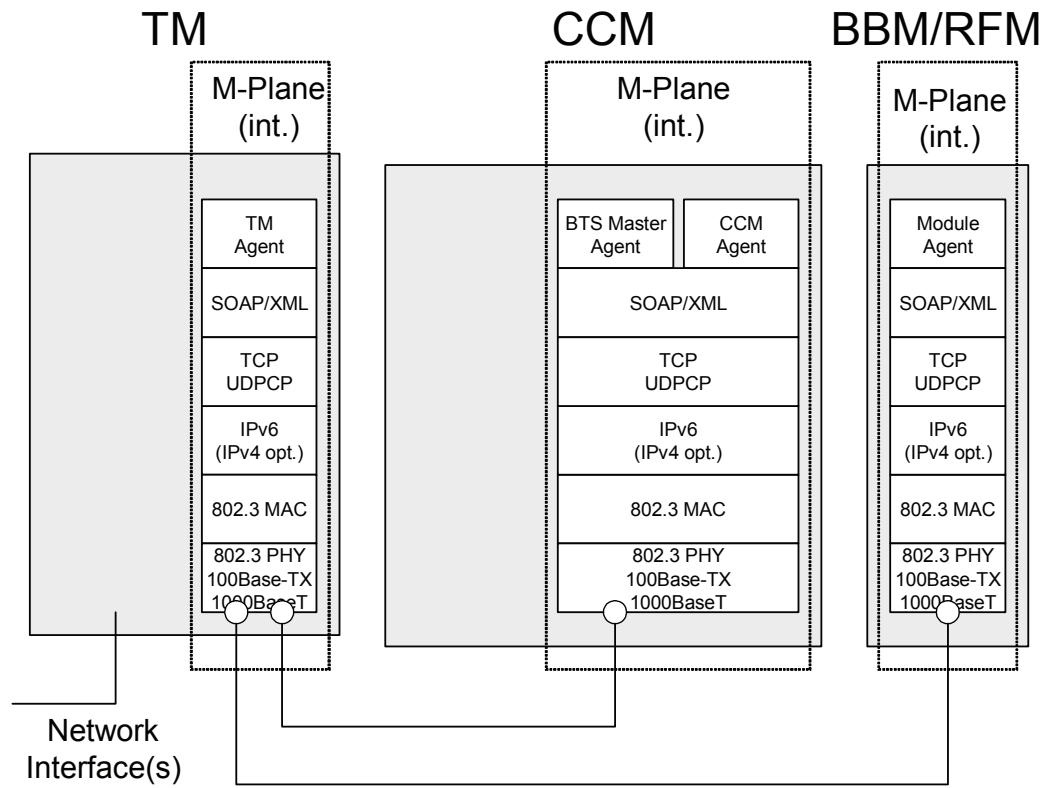 TM
CCM
BBM/RFM
M-Plane
(int.)
M-Plane
(int.)
M-Plane
(int.)
TM
Agent
SOAP/XML
TCP
UDPCP
IPv6
(IPv4 opt.)
802.3 MAC
802.3 PHY
100Base-TX
1000BaseT
BTS Master
Agent
CCM
Agent
SOAP/XML
TCP
UDPCP
IPv6
(IPv4 opt.)
802.3 MAC
802.3 PHY
100Base-TX
1000BaseT
Module
Agent
SOAP/XML
TCP
UDPCP
IPv6
(IPv4 opt.)
802.3 MAC
802.3 PHY
100Base-TX
1000BaseT
Network
Interface(s)